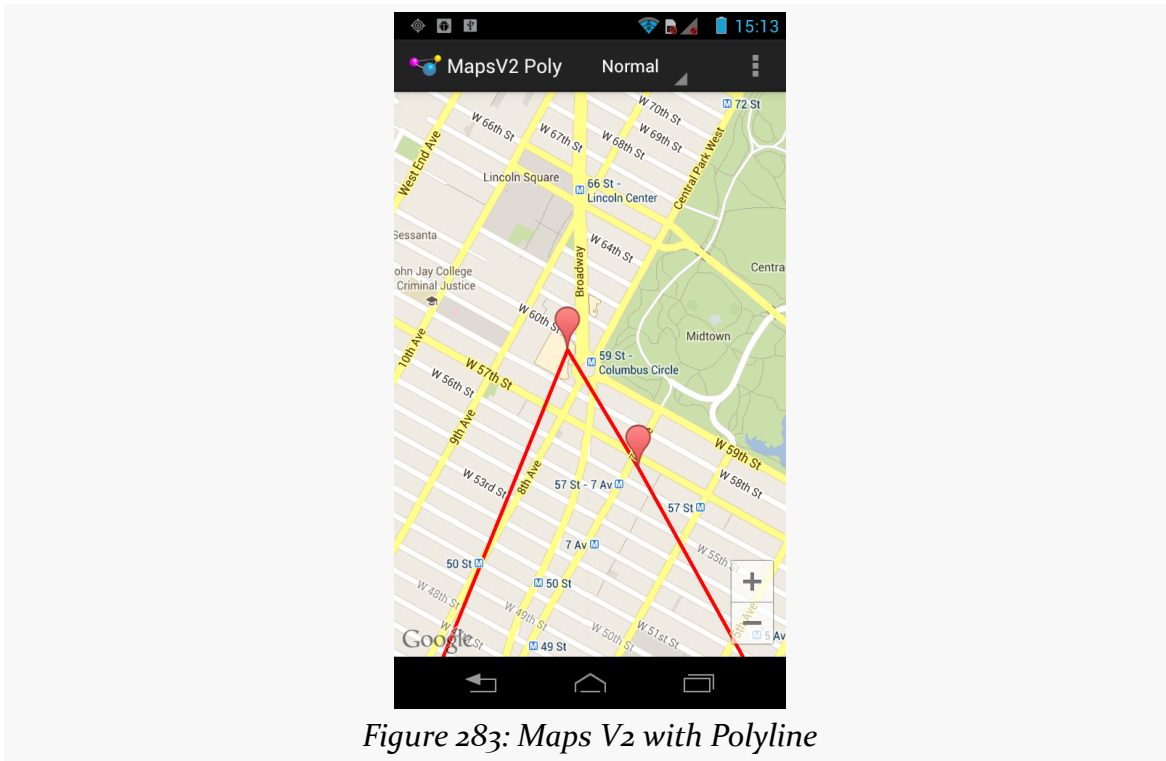 15:13
MapsV2 Poly
Normal
W 70th St
M 72 St
W 66th St
W 67th St
W 69th St
W 68th St
West End Ave
Central Park West
Lincoln Square
M 66 St -
Lincoln Center
Sessanta
W 64th St
Broadway
ohn Jay College
Criminal Justice
Centra
W 60th St
Midtown
10th Ave
M 59 St -
Columbus Circle
W 57th St
W 56th St
9th Ave
W 59th St
W 53rd St
8th Ave
57 St - 7 Av M
W 58th St
57 St M
7 Av M
W 55th St
50 St M
M 50 St
W 48th St
W 49th St
5th Ave
W 50th St
W 51st St
M 5 Av
Google
M 49 St
Figure 283: Maps V2 with Polyline